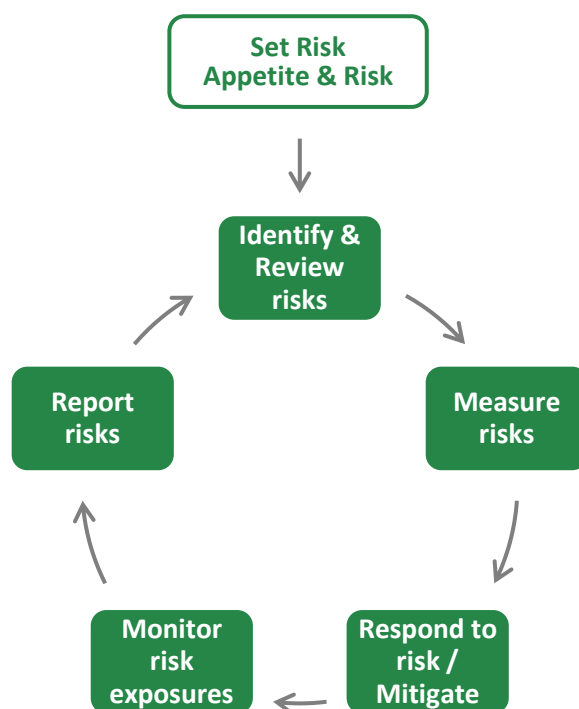 Set Risk
Appetite & Risk
Identify &
Review
risks
Report
risks
Measure
risks
Monitor
risk
exposures
Respond to
risk /
Mitigate